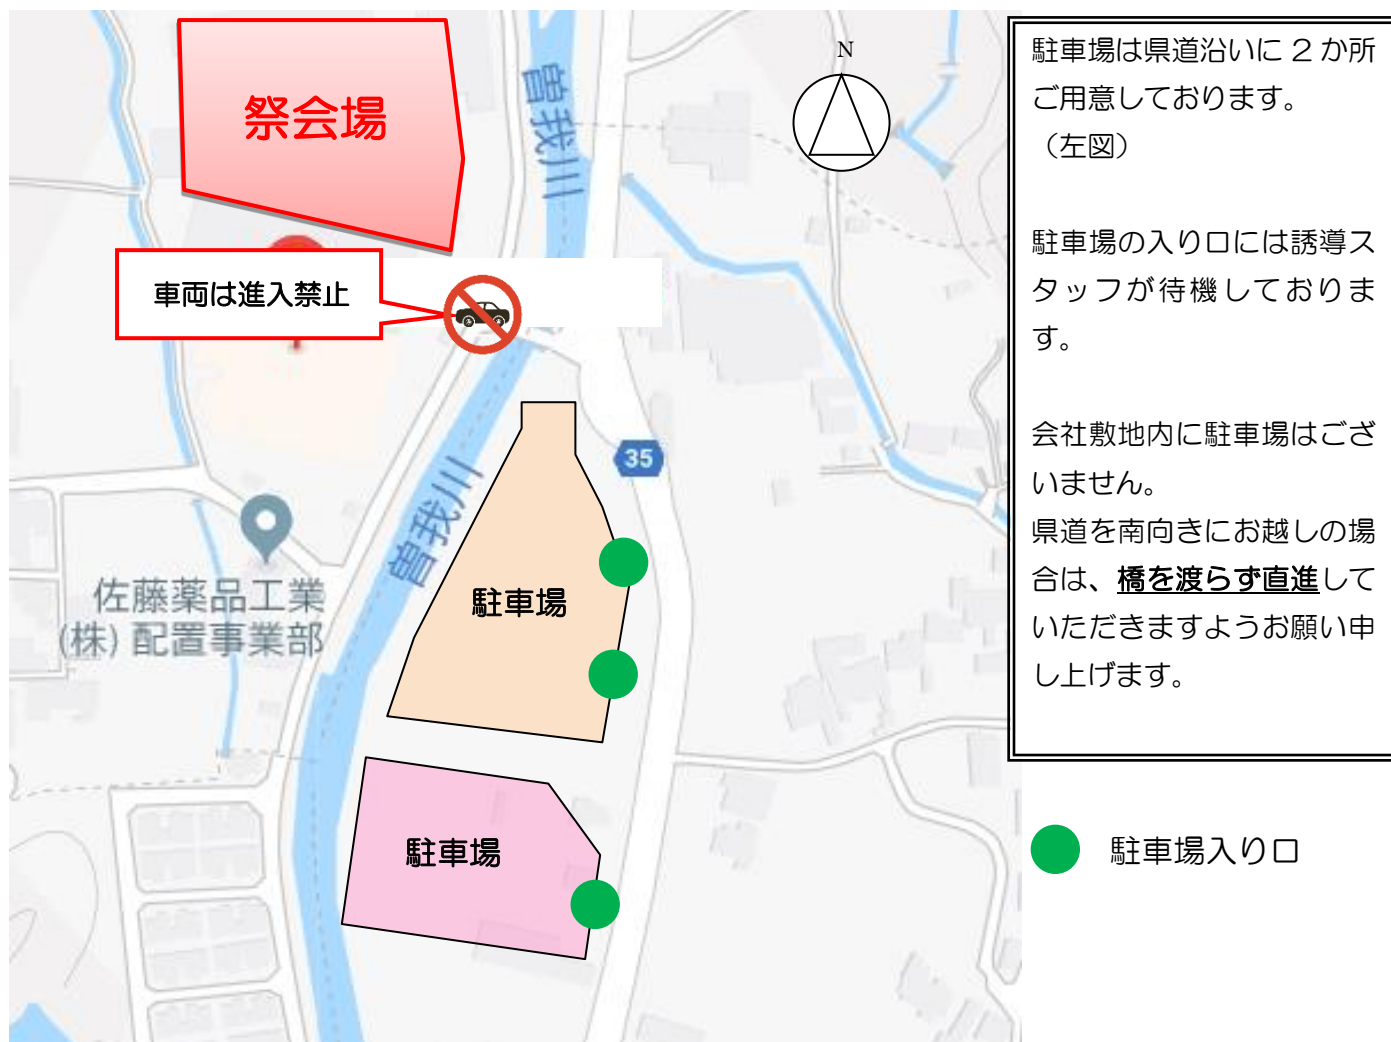 祭会場
曽我川
N
車両は進入禁止
35
曽我川
佐藤薬品工業
(株) 配置事業部
駐車場
駐車場
駐車場は県道沿いに 2 か所
ご用意しております。
（左図）
駐車場の入り口には誘導ス
タッフが待機しておりま
す。
会社敷地内に駐車場はござ
いません。
県道を南向きにお越しの場
合は、橋を渡らず直進して
いただきますようお願い申
し上げます。
駐車場入り口